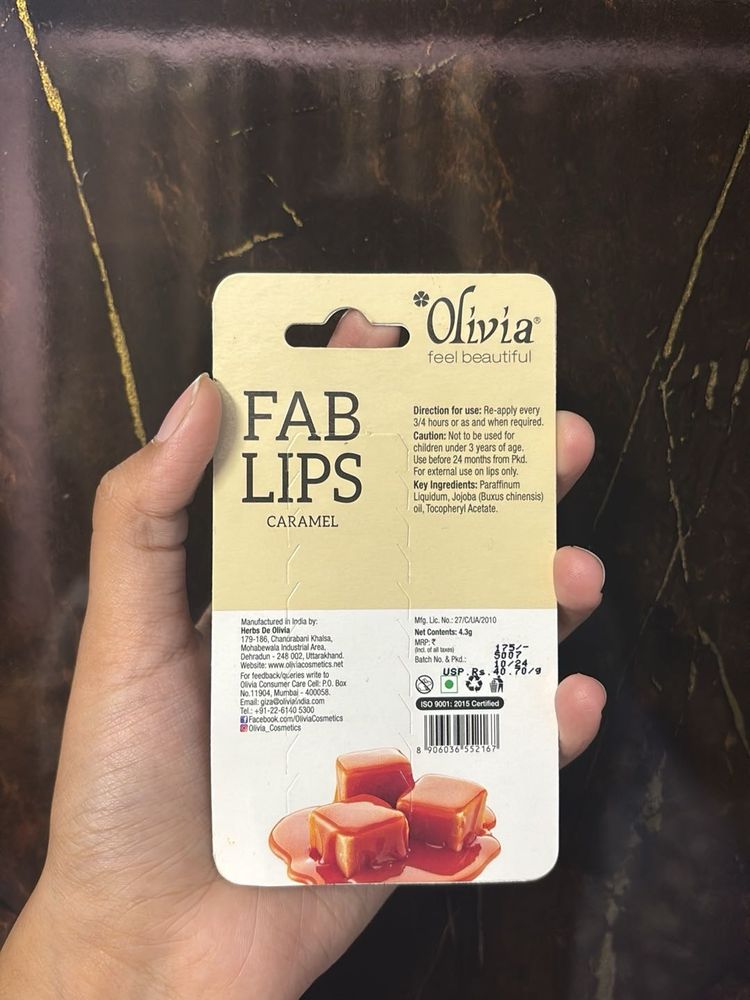 Olivia®
feel beautiful
FAB
LIPS
CARAMEL
Direction for use: Re-apply every
3/4 hours or as and when required.
Caution: Not to be used for
children under 3 years of age.
Use before 24 months from Pkd.
For external use on lips only.
Key Ingredients: Paraffinum
Liquidum, Jojoba (Buxus chinensis)
oil, Tocopheryl Acetate.
Manufactured in India by:
Herbs De Olivia
179-186, Chandrabani Khalsa,
Mohabewala Industrial Area,
Dehradun - 248 002, Uttarakhand.
Website: www.oliviacosmetics.net
For feedback/queries write to
Olivia Consumer Care Cell: P.O. Box
No.11904, Mumbai - 400058.
Email: giza@oliviaindia.com
Tel.: +91-22-6140 5300
Facebook.com/OliviaCosmetics
Olivia_Cosmetics
Mfg. Lic. No.: 27/C/UA/2010
Net Contents: 4.3g
MRP: ₹ 175/-
(Incl. of all taxes) 5007
Batch No. & Pkd.: 10/24
USP Rs.40.70/g
ISO 9001: 2015 Certified
8 906036 552167